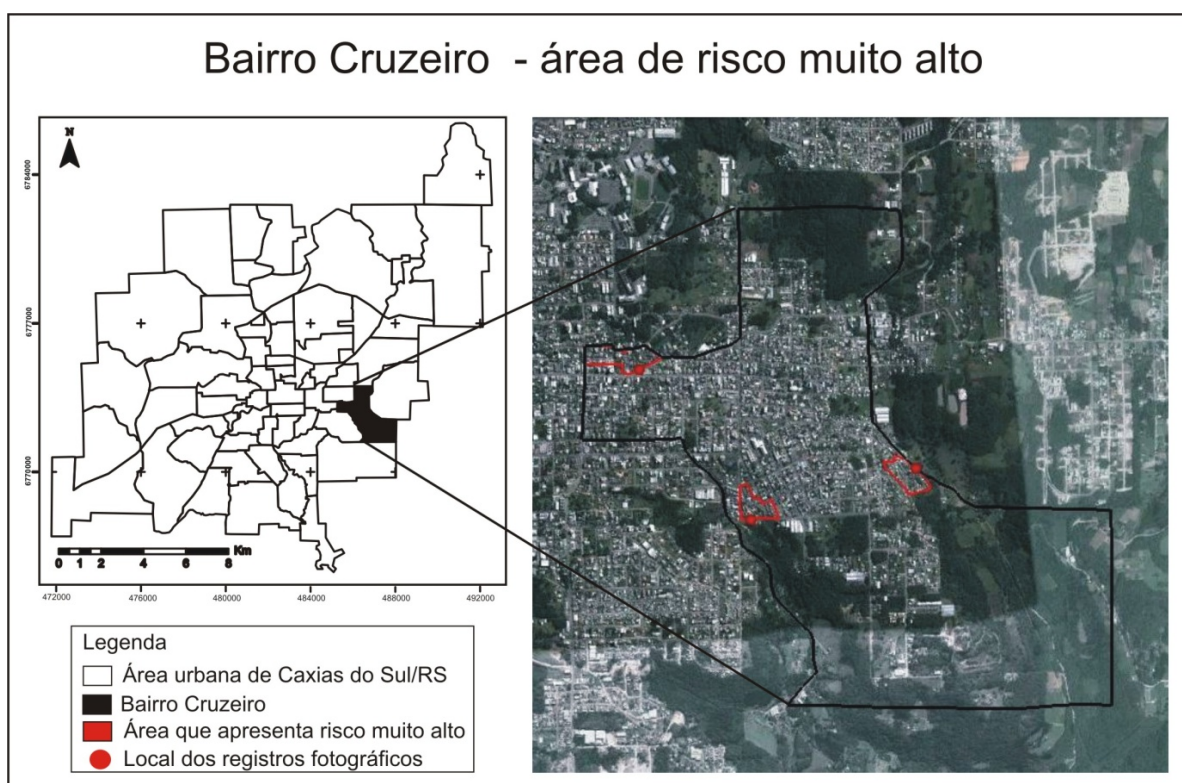 Bairro Cruzeiro - área de risco muito alto
N
6784000
6777000
6770000
0 1 2 4 6 8 Km
472000 476000 480000 484000 488000 492000
Legenda
Área urbana de Caxias do Sul/RS
Bairro Cruzeiro
Área que apresenta risco muito alto
Local dos registros fotográficos